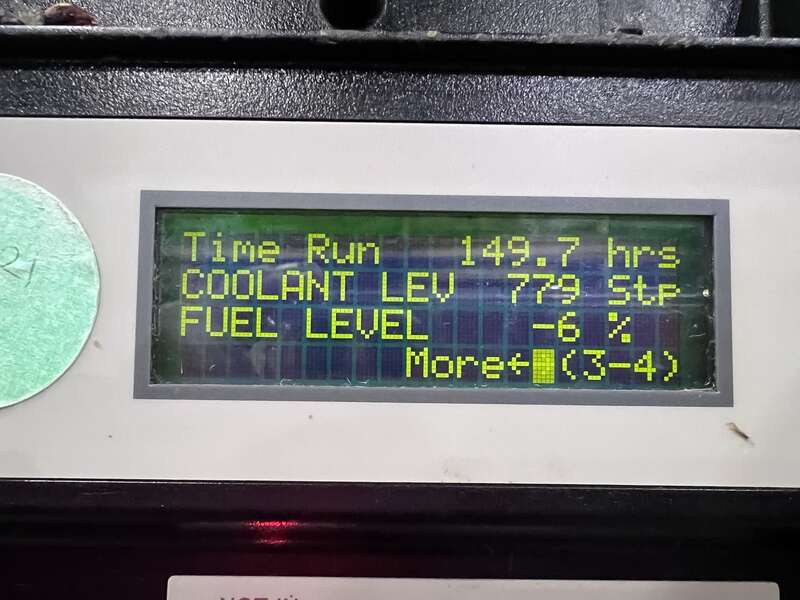 Time Run 149.7 hrs
COOLANT LEV 779 Stp
FUEL LEVEL -6 %
More←█(3-4)